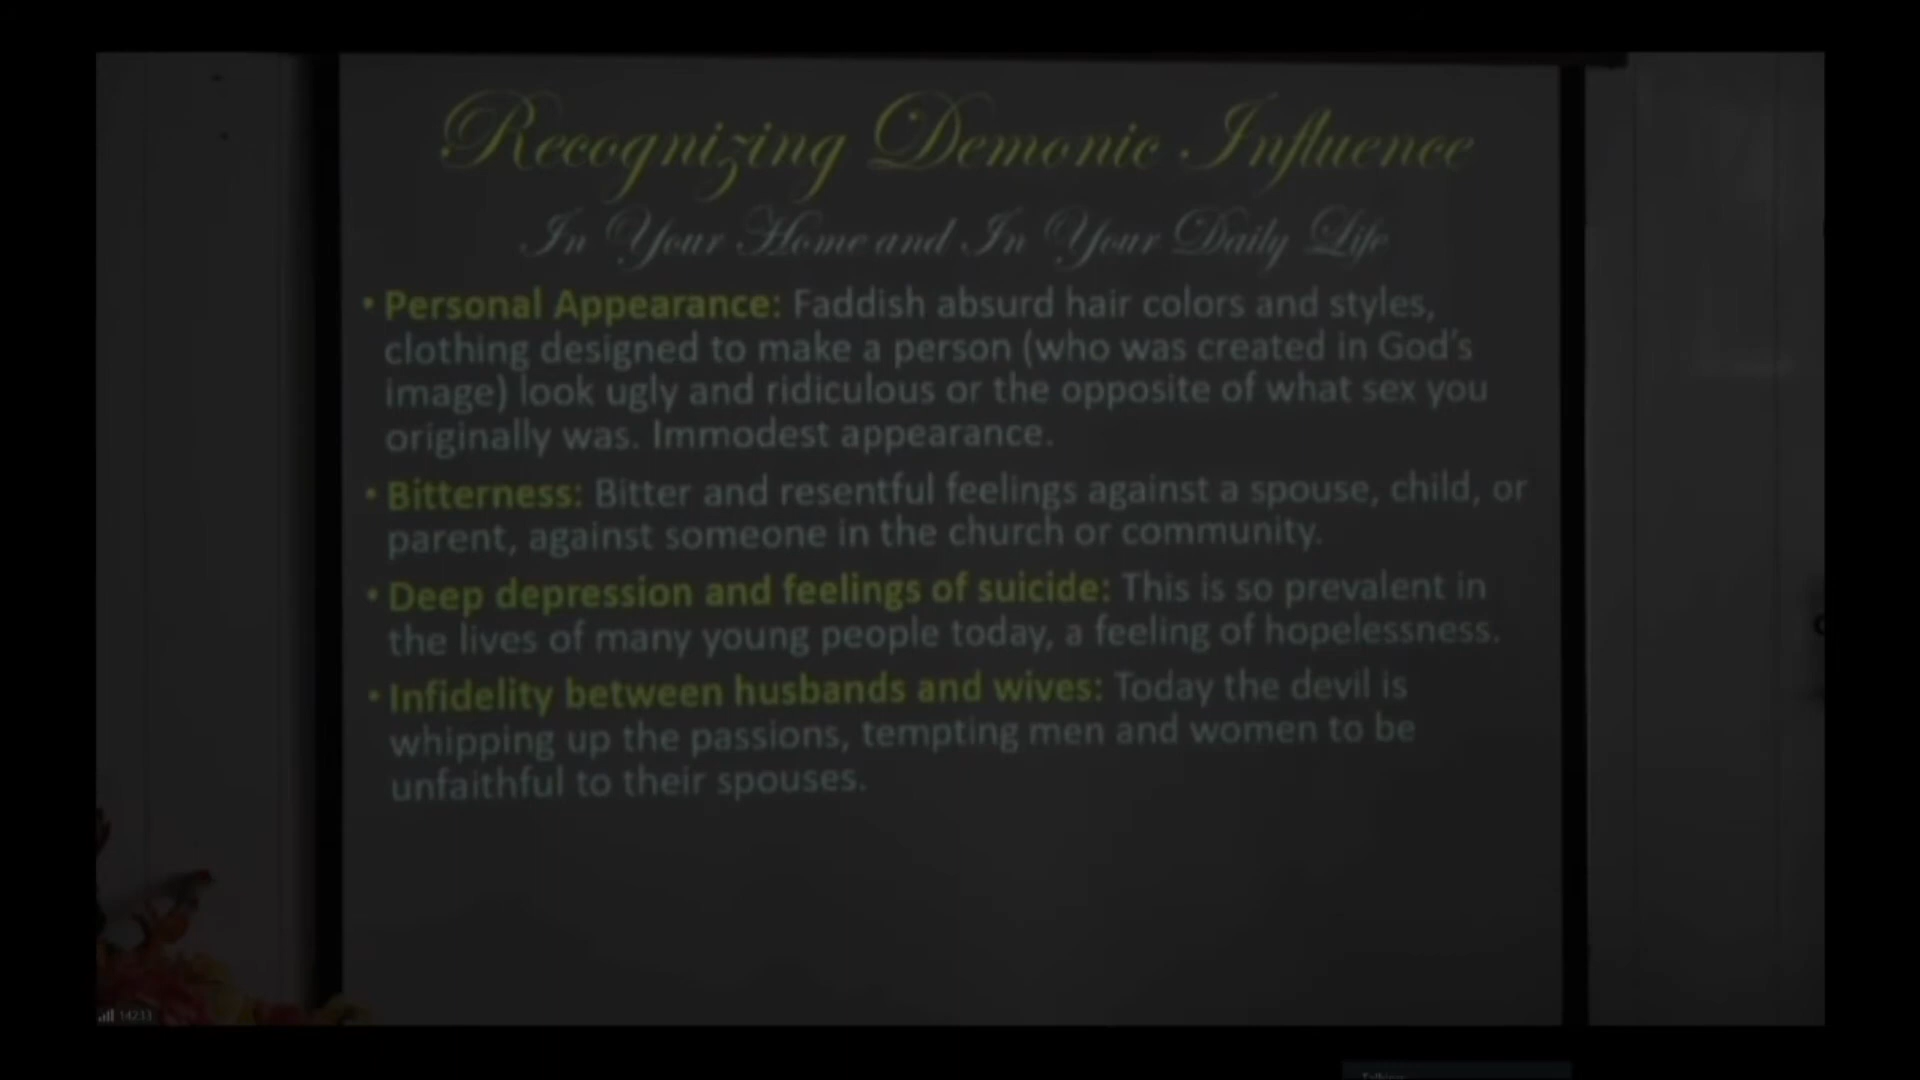 Recognizing Demonic Influence
In Your Home and In Your Daily Life
• Personal Appearance: Faddish absurd hair colors and styles,
clothing designed to make a person (who was created in God's
image) look ugly and ridiculous or the opposite of what sex you
originally was. Immodest appearance.
• Bitterness: Bitter and resentful feelings against a spouse, child, or
parent, against someone in the church or community.
• Deep depression and feelings of suicide: This is so prevalent in
the lives of many young people today, a feeling of hopelessness.
• Infidelity between husbands and wives: Today the devil is
whipping up the passions, tempting men and women to be
unfaithful to their spouses.
14233